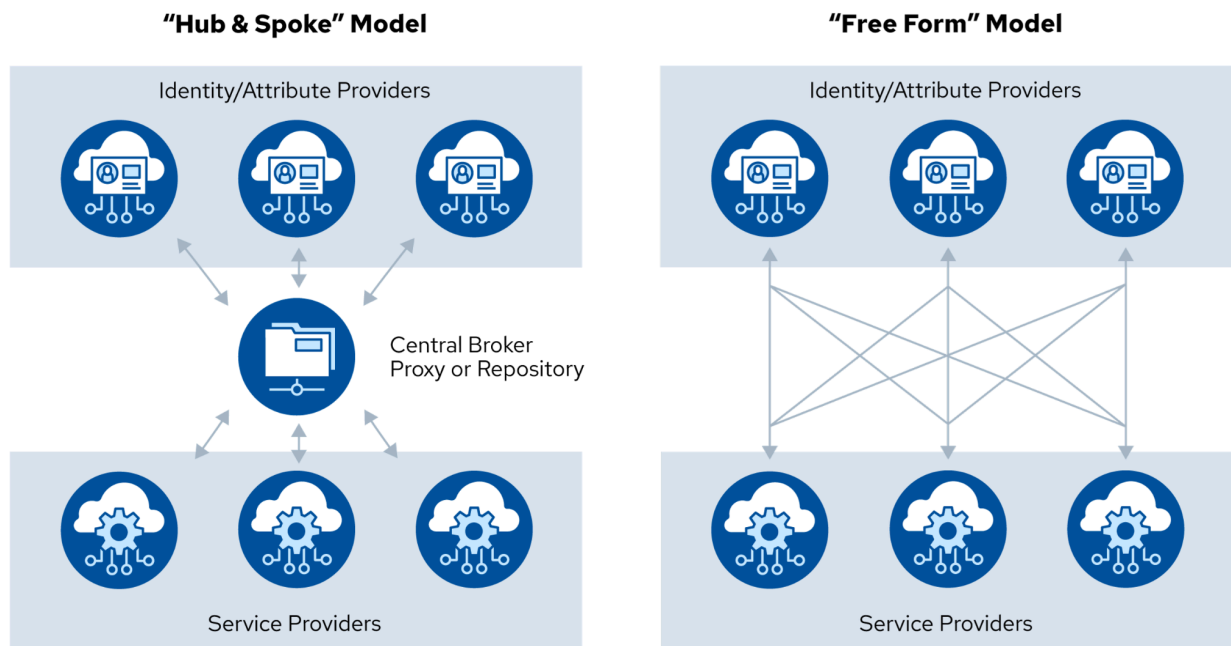 “Hub & Spoke” Model
Identity/Attribute Providers
Central Broker
Proxy or Repository
Service Providers
“Free Form” Model
Identity/Attribute Providers
Service Providers